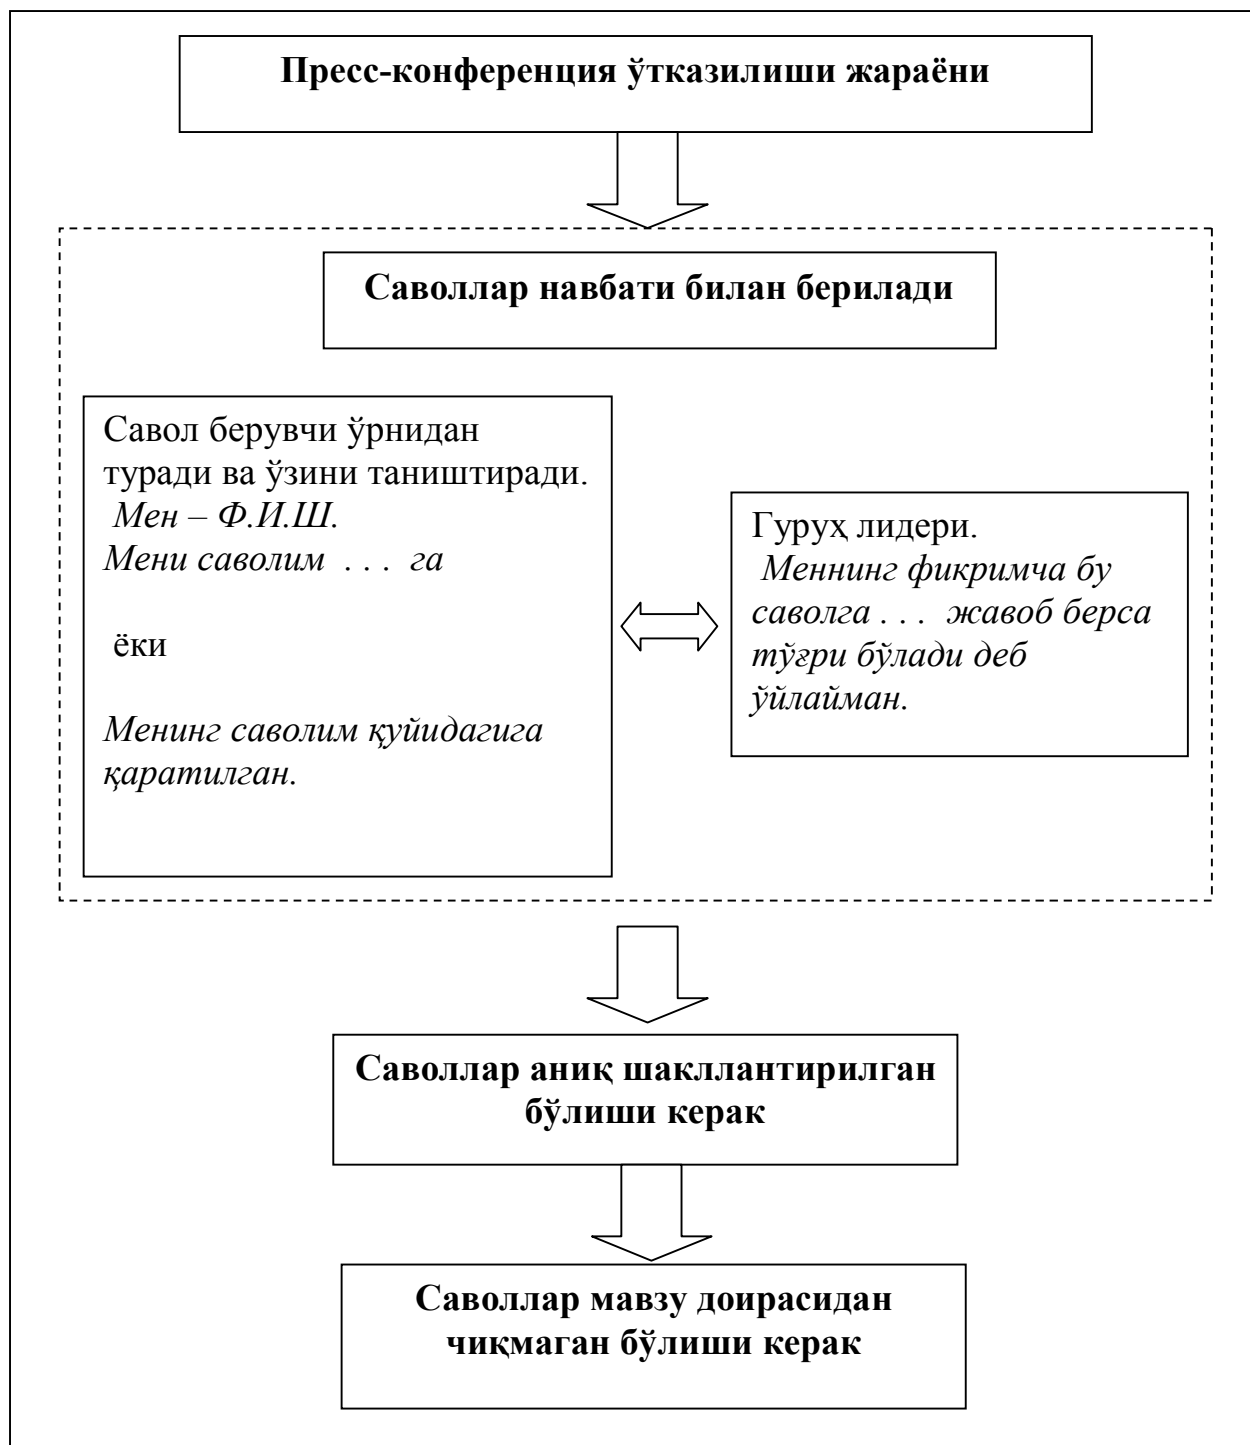 Пресс-конференция ўтказилиши жараёни
Саволлар навбати билан берилади
Савол берувчи ўрнидан
туради ва ўзини таништиради.
Мен – Ф.И.Ш.
Мени саволим . . . га
ёки
Менинг саволим қуйидагига
қаратилган.
Гуруҳ лидери.
Меннинг фикримча бу
саволга . . . жавоб берса
тўғри бўлади деб
ўйлайман.
Саволлар аниқ шакллантирилган
бўлиши керак
Саволлар мавзу доирасидан
чиқмаган бўлиши керак